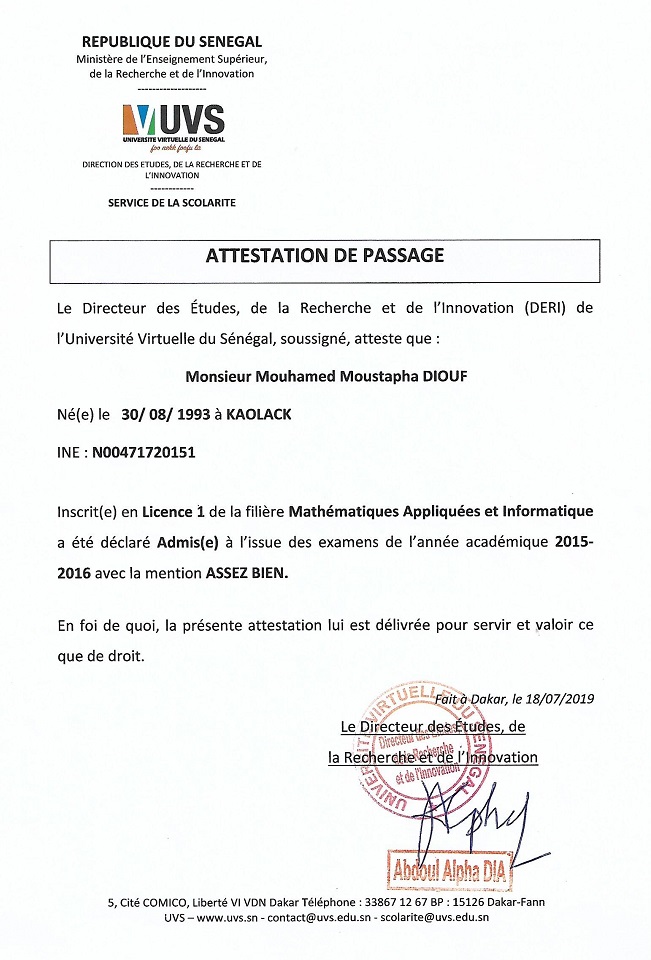 REPUBLIQUE DU SENEGAL
Ministère de l'Enseignement Supérieur,
de la Recherche et de l'Innovation
-------------------
UVS
UNIVERSITE VIRTUELLE DU SENEGAL
foo nekk foofu la
DIRECTION DES ETUDES, DE LA RECHERCHE ET DE
L'INNOVATION
------------
SERVICE DE LA SCOLARITE
ATTESTATION DE PASSAGE
Le Directeur des Études, de la Recherche et de l'Innovation (DERI) de
l'Université Virtuelle du Sénégal, soussigné, atteste que :
Monsieur Mouhamed Moustapha DIOUF
Né(e) le 30/ 08/ 1993 à KAOLACK
INE : N00471720151
Inscrit(e) en Licence 1 de la filière Mathématiques Appliquées et Informatique
a été déclaré Admis(e) à l'issue des examens de l'année académique 2015-
2016 avec la mention ASSEZ BIEN.
En foi de quoi, la présente attestation lui est délivrée pour servir et valoir ce
que de droit.
Fait à Dakar, le 18/07/2019
Le Directeur des Études, de
la Recherche et de l'Innovation
UNIVERSITE VIRTUELLE DU SENEGAL
Directeur des Etudes,
de la Recherche
et de l'Innovation
Alpha
Abdoul Alpha DIA
5, Cité COMICO, Liberté VI VDN Dakar Téléphone : 33867 12 67 BP : 15126 Dakar-Fann
UVS – www.uvs.sn - contact@uvs.edu.sn - scolarite@uvs.edu.sn